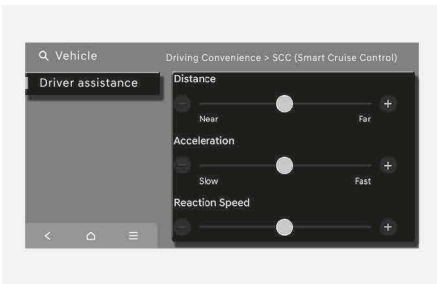 Vehicle
Driving Convenience > SCC (Smart Cruise Control)
Driver assistance
Distance
Near Far
Acceleration
Slow Fast
Reaction Speed